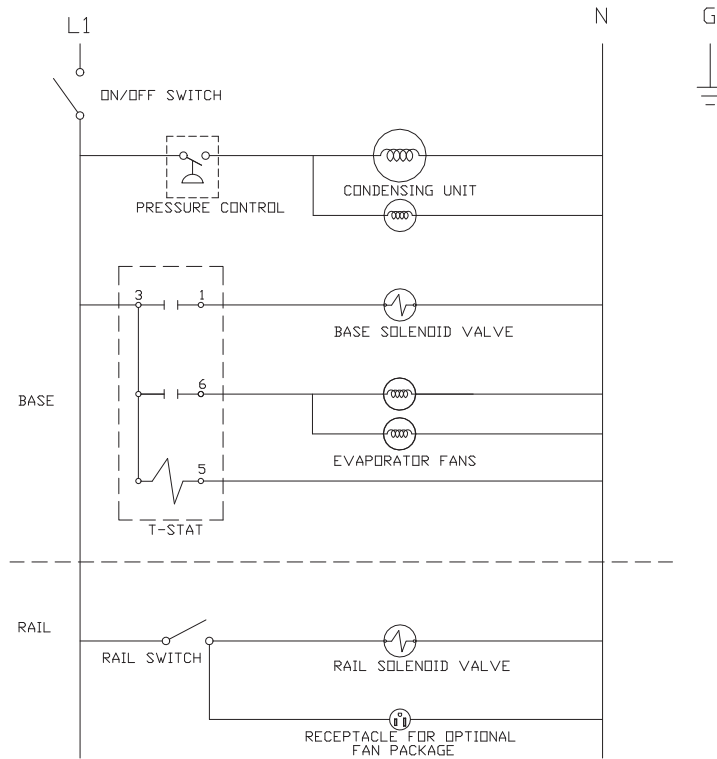 L1
N
G
ON/OFF SWITCH
CONDENSING UNIT
PRESSURE CONTROL
3
1
BASE SOLENOID VALVE
6
BASE
EVAPORATOR FANS
5
T-STAT
RAIL
RAIL SWITCH
RAIL SOLENOID VALVE
RECEPTACLE FOR OPTIONAL
FAN PACKAGE